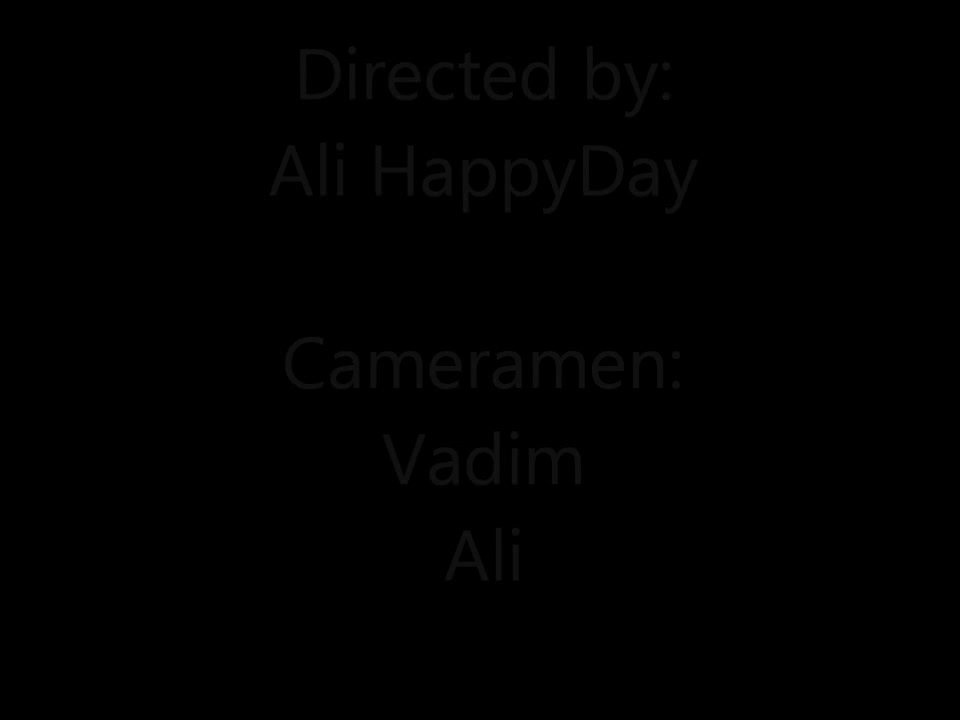 Directed by:
Ali HappyDay
Cameramen:
Vadim
Ali